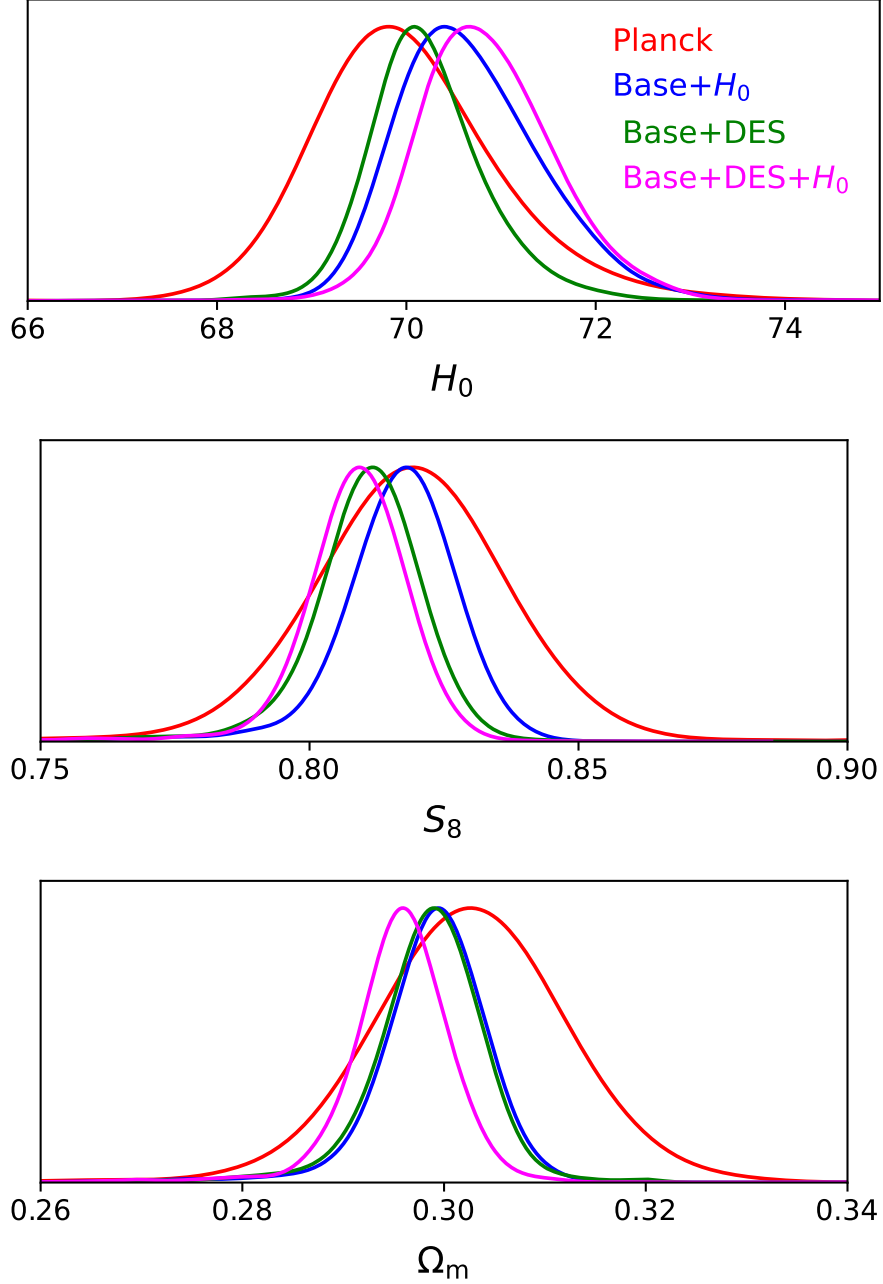 Planck
Base+H₀
Base+DES
Base+DES+H₀
66 68 70 72 74
H₀
0.75 0.80 0.85 0.90
S₈
0.26 0.28 0.30 0.32 0.34
Ωₘ